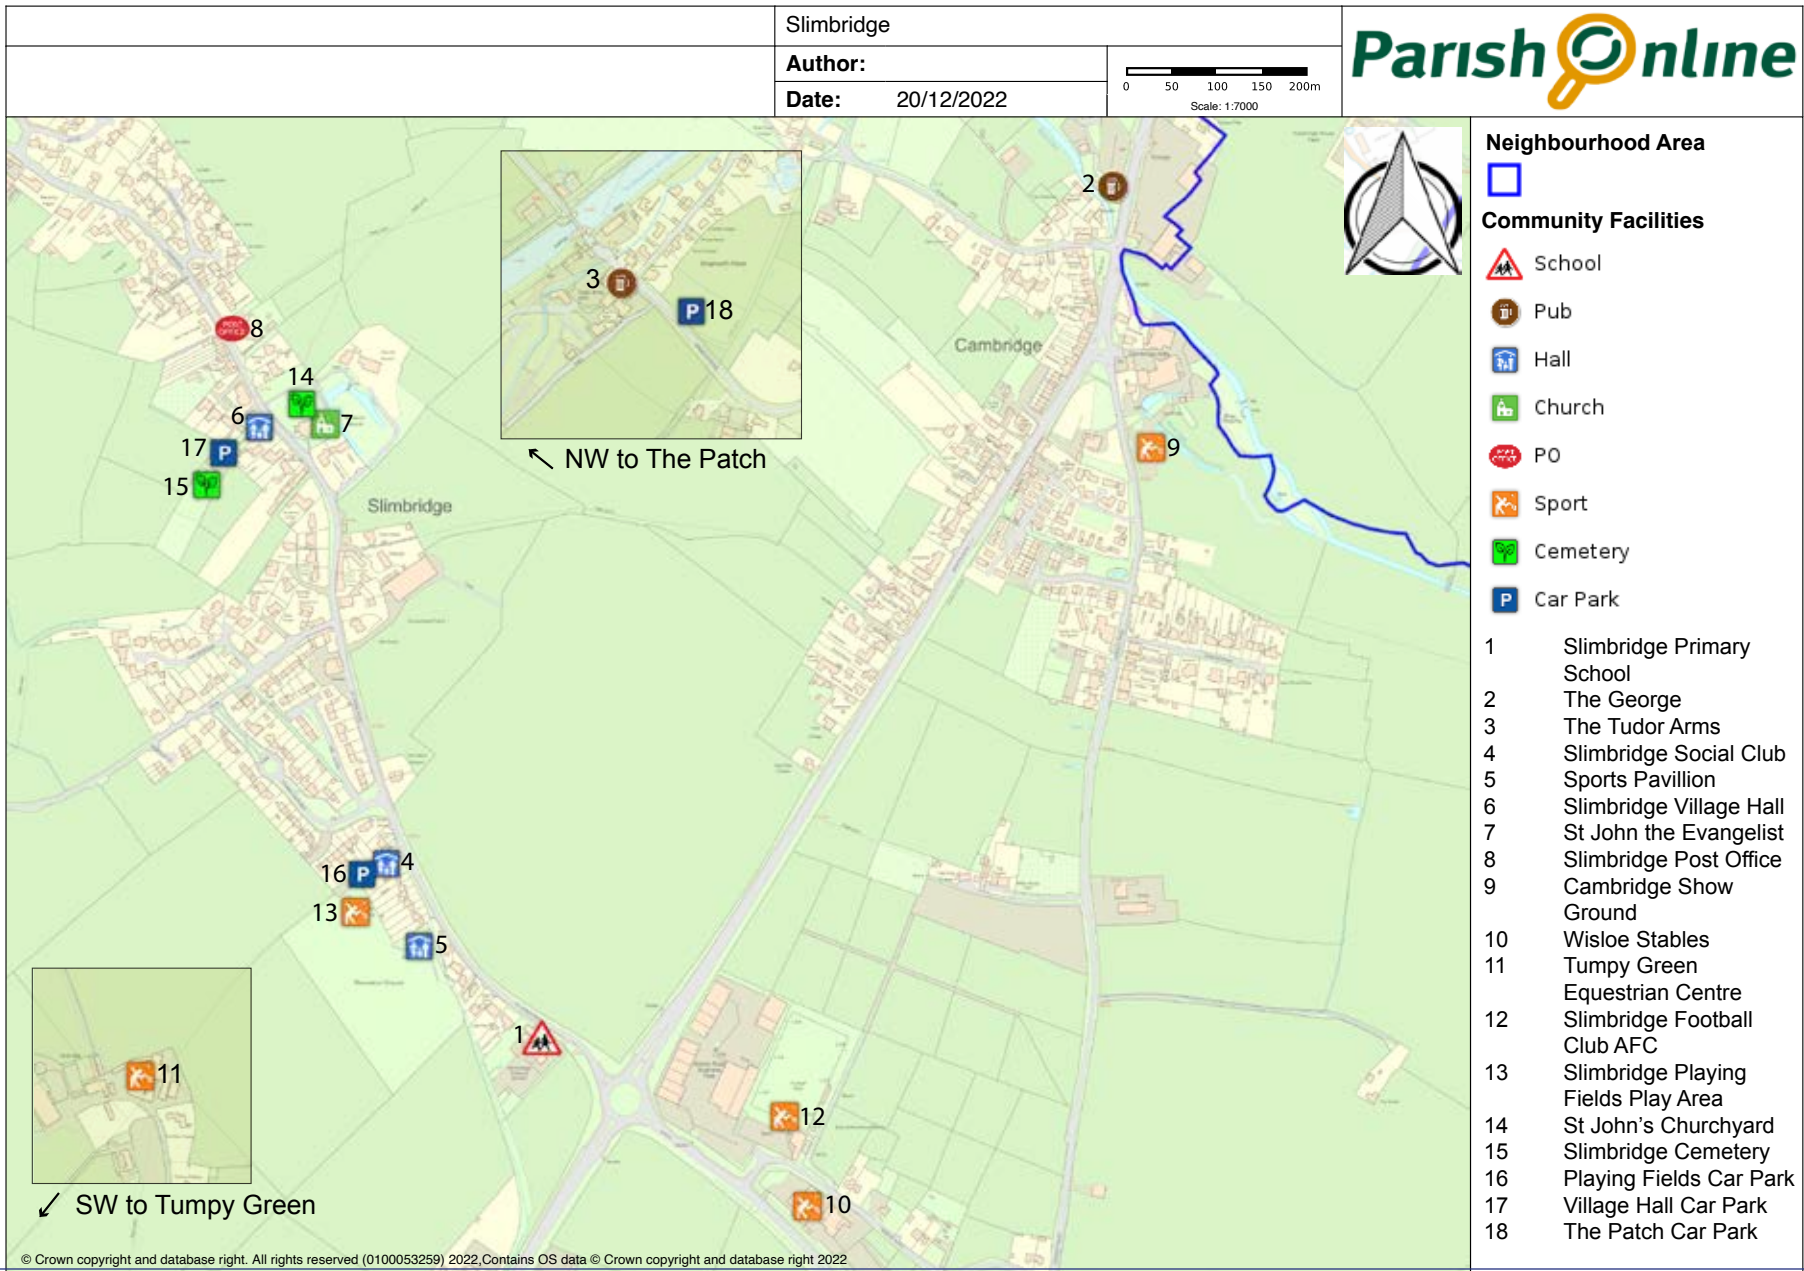 Slimbridge
Author:
Date: 20/12/2022
0 50 100 150 200m
Scale: 1:7000
Parish Online
2
3
18
NW to The Patch
Cambridge
POST OFFICE 8
14
6
7
17 P
15
Slimbridge
9
16 P 4
13
5
1
11
SW to Tumpy Green
12
10
© Crown copyright and database right. All rights reserved (0100053259) 2022,Contains OS data © Crown copyright and database right 2022
Neighbourhood Area
Community Facilities
School
Pub
Hall
Church
PO
Sport
Cemetery
P Car Park
1 Slimbridge Primary
School
2 The George
3 The Tudor Arms
4 Slimbridge Social Club
5 Sports Pavillion
6 Slimbridge Village Hall
7 St John the Evangelist
8 Slimbridge Post Office
9 Cambridge Show
Ground
10 Wisloe Stables
11 Tumpy Green
Equestrian Centre
12 Slimbridge Football
Club AFC
13 Slimbridge Playing
Fields Play Area
14 St John's Churchyard
15 Slimbridge Cemetery
16 Playing Fields Car Park
17 Village Hall Car Park
18 The Patch Car Park